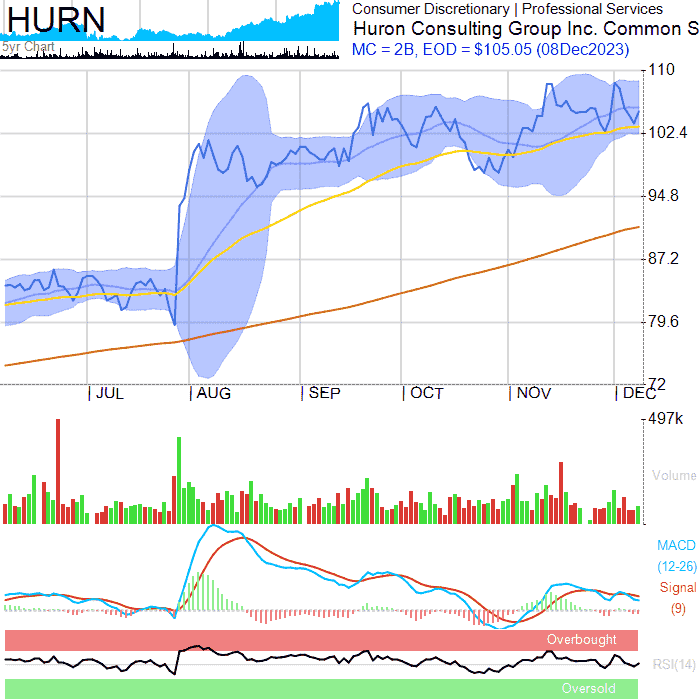 HURN
5yr Chart
Consumer Discretionary | Professional Services
Huron Consulting Group Inc. Common S
MC = 2B, EOD = $105.05 (08Dec2023)
110
102.4
94.8
87.2
79.6
72
JUL AUG SEP OCT NOV DEC
497k
Volume
MACD
(12-26)
Signal
(9)
Overbought
RSI(14)
Oversold